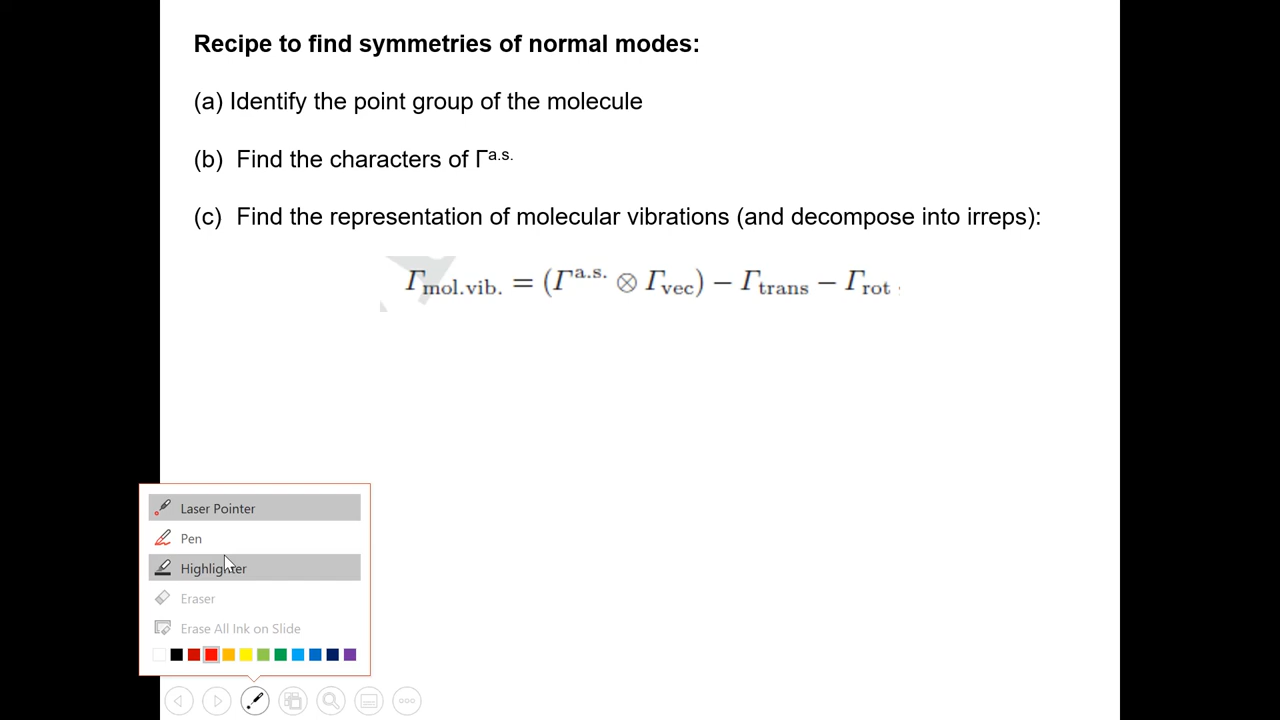 Recipe to find symmetries of normal modes:
(a) Identify the point group of the molecule
(b) Find the characters of Γᵃ·ˢ·
(c) Find the representation of molecular vibrations (and decompose into irreps):
Γmol.vib. = (Γᵃ·ˢ· ⊗ Γvec) − Γtrans − Γrot
Laser Pointer
Pen
Highlighter
Eraser
Erase All Ink on Slide